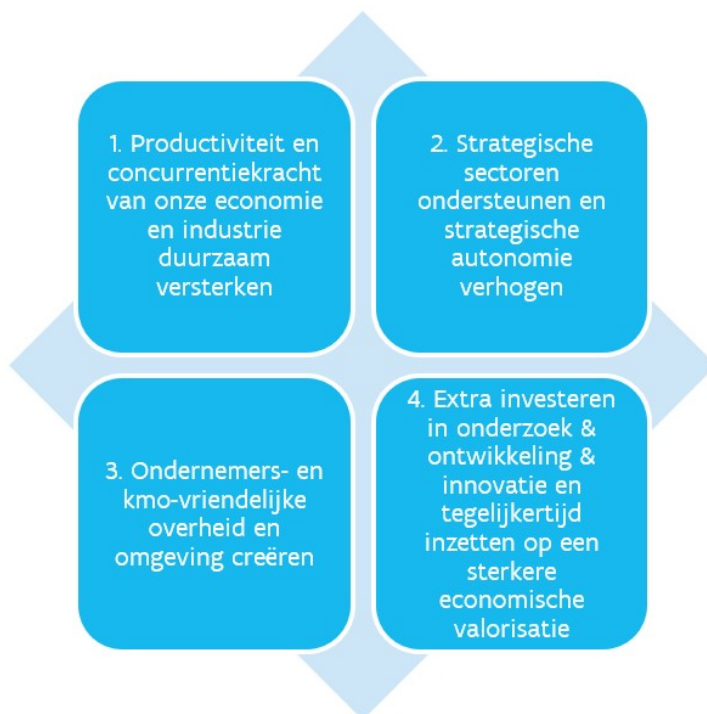 1. Productiviteit en
concurrentiekracht
van onze economie
en industrie
duurzaam
versterken
2. Strategische
sectoren
ondersteunen en
strategische
autonomie
verhogen
3. Ondernemers- en
kmo-vriendelijke
overheid en
omgeving creëren
4. Extra investeren
in onderzoek &
ontwikkeling &
innovatie en
tegelijkertijd
inzetten op een
sterkere
economische
valorisatie